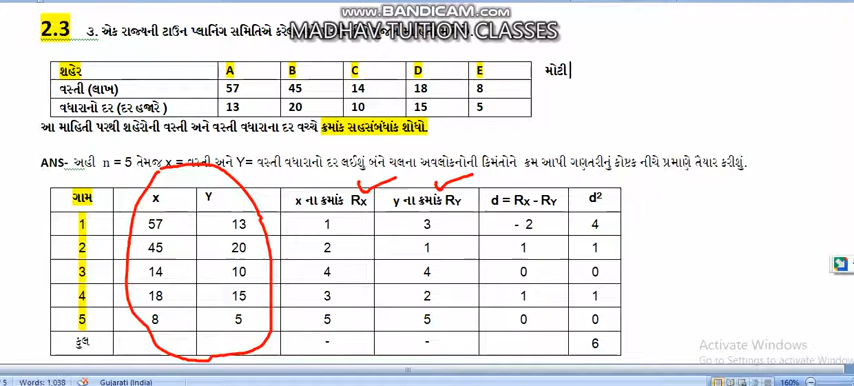 www.BANDICAM.com
MADHAV TUITION CLASSES
2.3 3. એક રાજ્યની ટાઉન પ્લાનિંગ સમિતિએ
શહેર A B C D E મોટી
વસ્તી (લાખ) 57 45 14 18 8
વધારાનો દર (દર હજારે) 13 20 10 15 5
આ માહિતી પરથી શહેરોની વસ્તી અને વસ્તી વધારાના દર વચ્ચે ક્રમાંક સહસંબંધાંક શોધો.
ANS- અહી n = 5 તેમજ x = વસ્તી અને Y= વસ્તી વધારાનો દર લઈશું બંને ચલના અવલોકનોની કિંમતોને ક્રમ આપી ગણતરીનું કોષ્ટક નીચે પ્રમાણે તૈયાર કરીશું.
ગામ x Y x ના ક્રમાંક Rx y ના ક્રમાંક RY d = RX - RY d²
1 57 13 1 3 - 2 4
2 45 20 2 1 1 1
3 14 10 4 4 0 0
4 18 15 3 2 1 1
5 8 5 5 5 0 0
કુલ - - 6
Activate Windows
Go to Settings to activate Windows
5 Words: 1,038 Gujarati (India) 160%